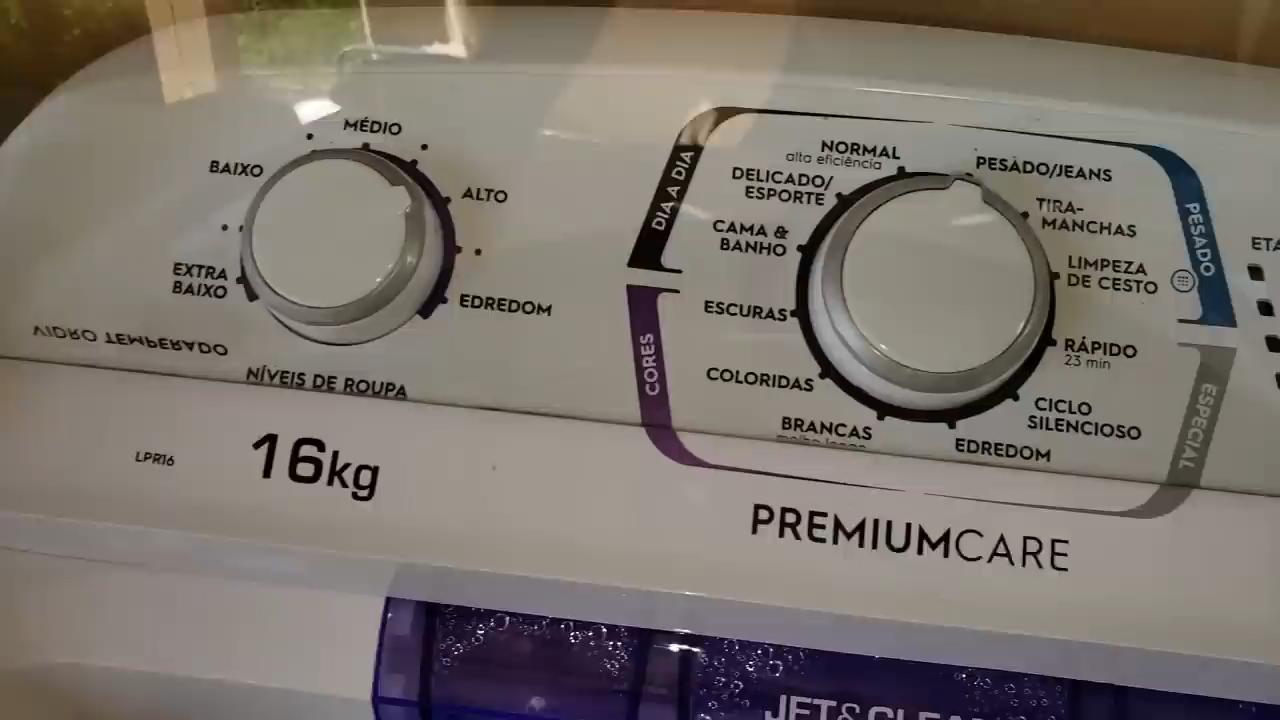 MÉDIO
BAIXO
ALTO
EXTRA
BAIXO
EDREDOM
VIDRO TEMPERADO
NÍVEIS DE ROUPA
LPR16
16kg
DIA A DIA
NORMAL
alta eficiência
DELICADO/
ESPORTE
CAMA &
BANHO
CORES
ESCURAS
COLORIDAS
BRANCAS
PESADO/JEANS
TIRA-
MANCHAS
LIMPEZA
DE CESTO
PESADO
RÁPIDO
23 min
CICLO
SILENCIOSO
EDREDOM
ESPECIAL
PREMIUMCARE
JET&CLEAN